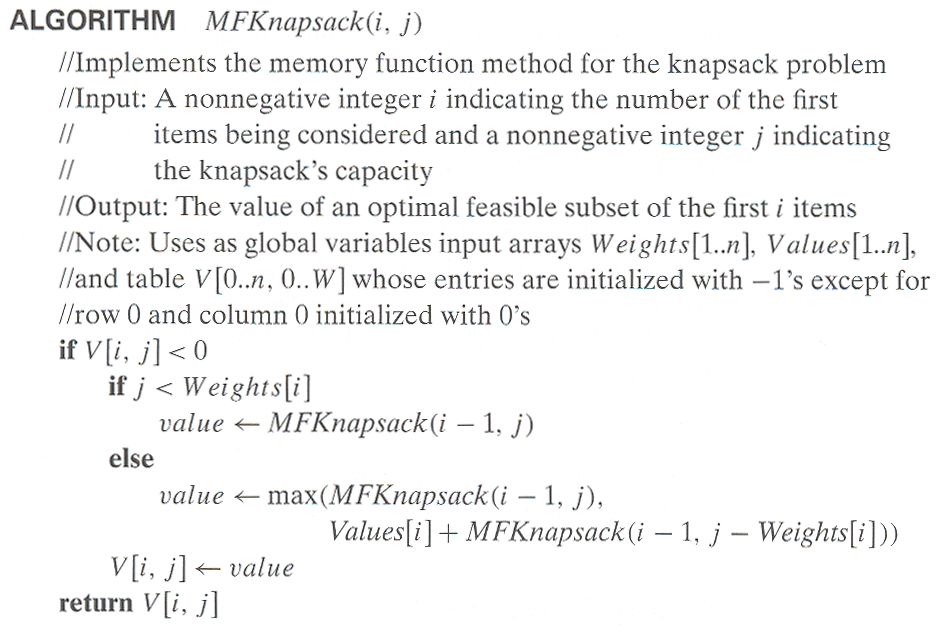 ALGORITHM MFKnapsack(i, j)
//Implements the memory function method for the knapsack problem
//Input: A nonnegative integer i indicating the number of the first
// items being considered and a nonnegative integer j indicating
// the knapsack's capacity
//Output: The value of an optimal feasible subset of the first i items
//Note: Uses as global variables input arrays Weights[1..n], Values[1..n],
//and table V[0..n, 0..W] whose entries are initialized with −1's except for
//row 0 and column 0 initialized with 0's
if V[i, j] < 0
if j < Weights[i]
value ← MFKnapsack(i − 1, j)
else
value ← max(MFKnapsack(i − 1, j),
Values[i] + MFKnapsack(i − 1, j − Weights[i]))
V[i, j] ← value
return V[i, j]